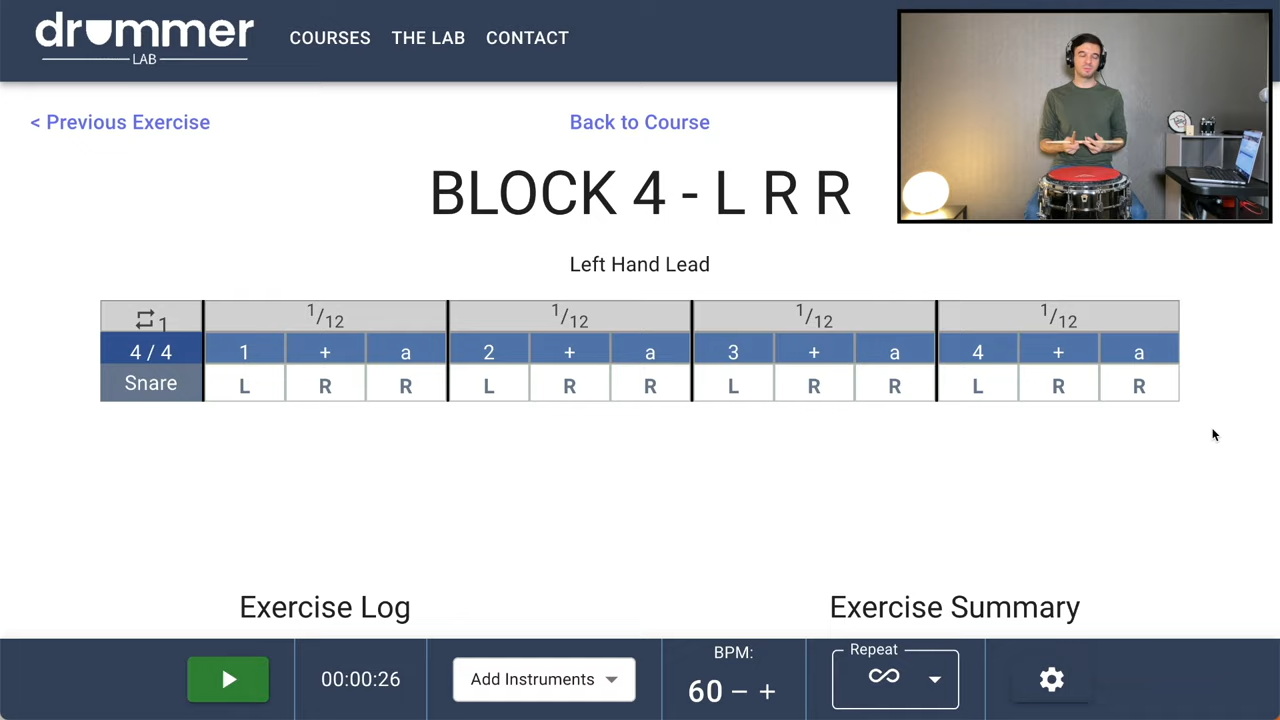 drummer
LAB
COURSES THE LAB CONTACT
< Previous Exercise
Back to Course
BLOCK 4 - L R R
Left Hand Lead
1 1/12 1/12 1/12 1/12
4 / 4 1 + a 2 + a 3 + a 4 + a
Snare L R R L R R L R R L R R
Exercise Log
Exercise Summary
00:00:26
Add Instruments
BPM:
60 − +
Repeat
∞